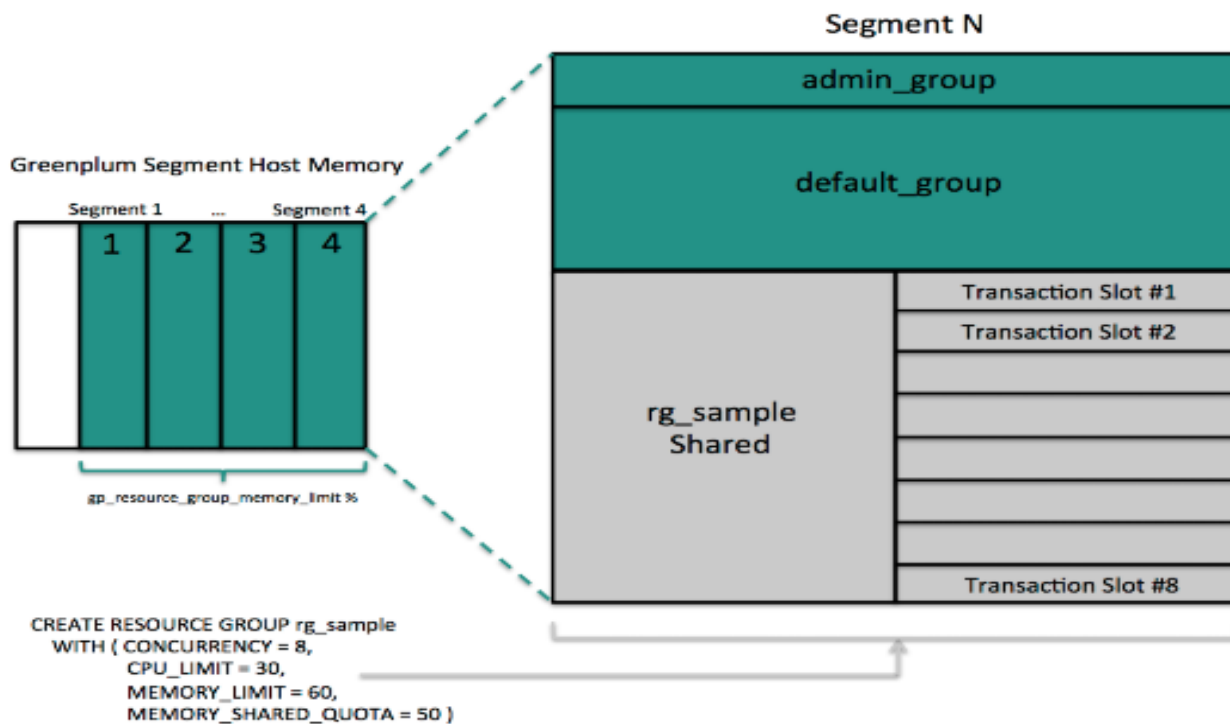 Segment N
admin_group
default_group
Greenplum Segment Host Memory
Segment 1 ... Segment 4
1 2 3 4
gp_resource_group_memory_limit %
rg_sample
Shared
Transaction Slot #1
Transaction Slot #2
Transaction Slot #8
CREATE RESOURCE GROUP rg_sample
WITH ( CONCURRENCY = 8,
CPU_LIMIT = 30,
MEMORY_LIMIT = 60,
MEMORY_SHARED_QUOTA = 50 )